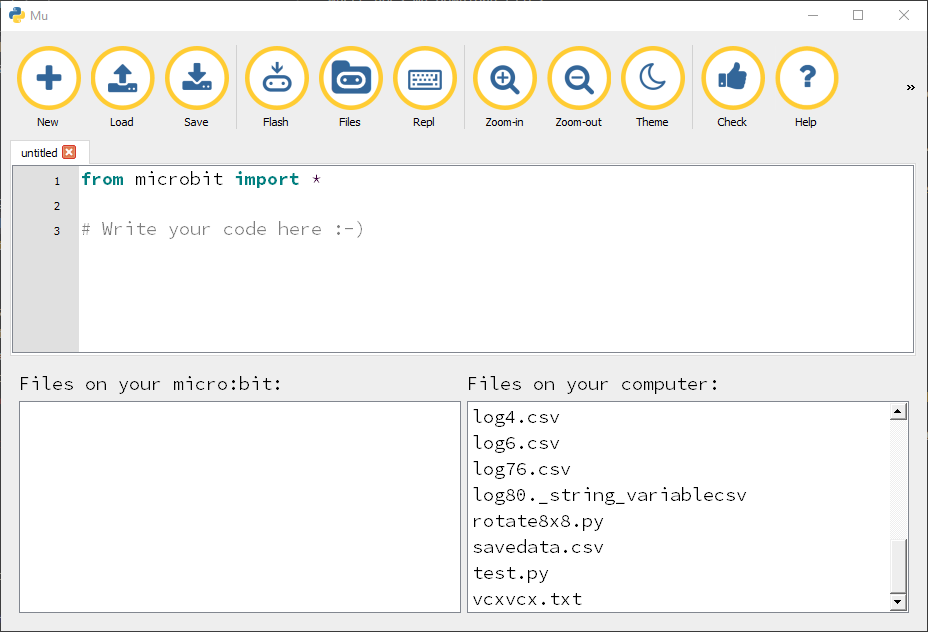 Mu
New Load Save Flash Files Repl Zoom-in Zoom-out Theme Check Help
»
untitled
1 from microbit import *
2
3 # Write your code here :-)
Files on your micro:bit:
Files on your computer:
log4.csv
log6.csv
log76.csv
log80._string_variablecsv
rotate8x8.py
savedata.csv
test.py
vcxvcx.txt